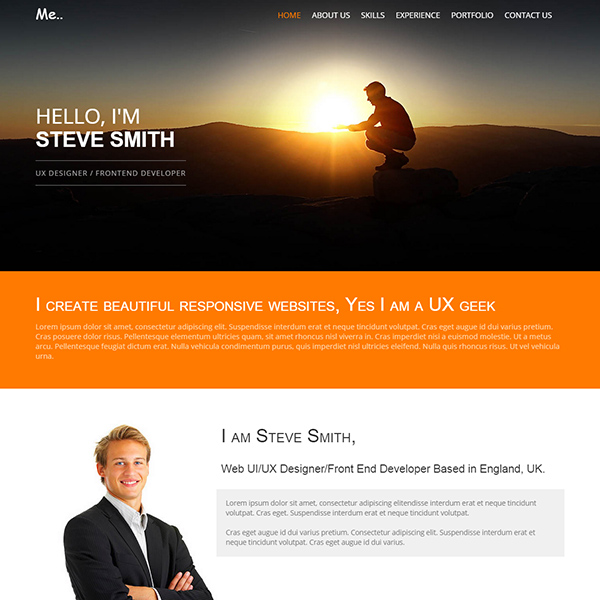 Me..
HOME ABOUT US SKILLS EXPERIENCE PORTFOLIO CONTACT US
HELLO, I'M
STEVE SMITH
UX DESIGNER / FRONTEND DEVELOPER
I create beautiful responsive websites, Yes I am a UX geek
Lorem ipsum dolor sit amet, consectetur adipiscing elit. Suspendisse interdum erat et neque tincidunt volutpat. Cras eget augue id dui varius pretium.
Cras posuere dolor risus. Pellentesque elementum ultricies quam, sit amet rhoncus nisl viverra in. Cras imperdiet nisl a euismod molestie. Ut a metus
arcu. Pellentesque feugiat dictum erat. Nulla vehicula condimentum purus, quis imperdiet nisl ultricies eleifend. Nulla quis rhoncus risus. Ut vel vehicula
urna.
I am Steve Smith,
Web UI/UX Designer/Front End Developer Based in England, UK.
Lorem ipsum dolor sit amet, consectetur adipiscing elitendisse interdum erat et neque tincidunt
volutpat. Cras eget. Suspendisse interdum erat et neque tincidunt volutpat.
Cras eget augue id dui varius pretium. Consectetur adipiscing elit. Suspendisse interdum erat et
neque tincidunt volutpat. Cras eget augue id dui varius.